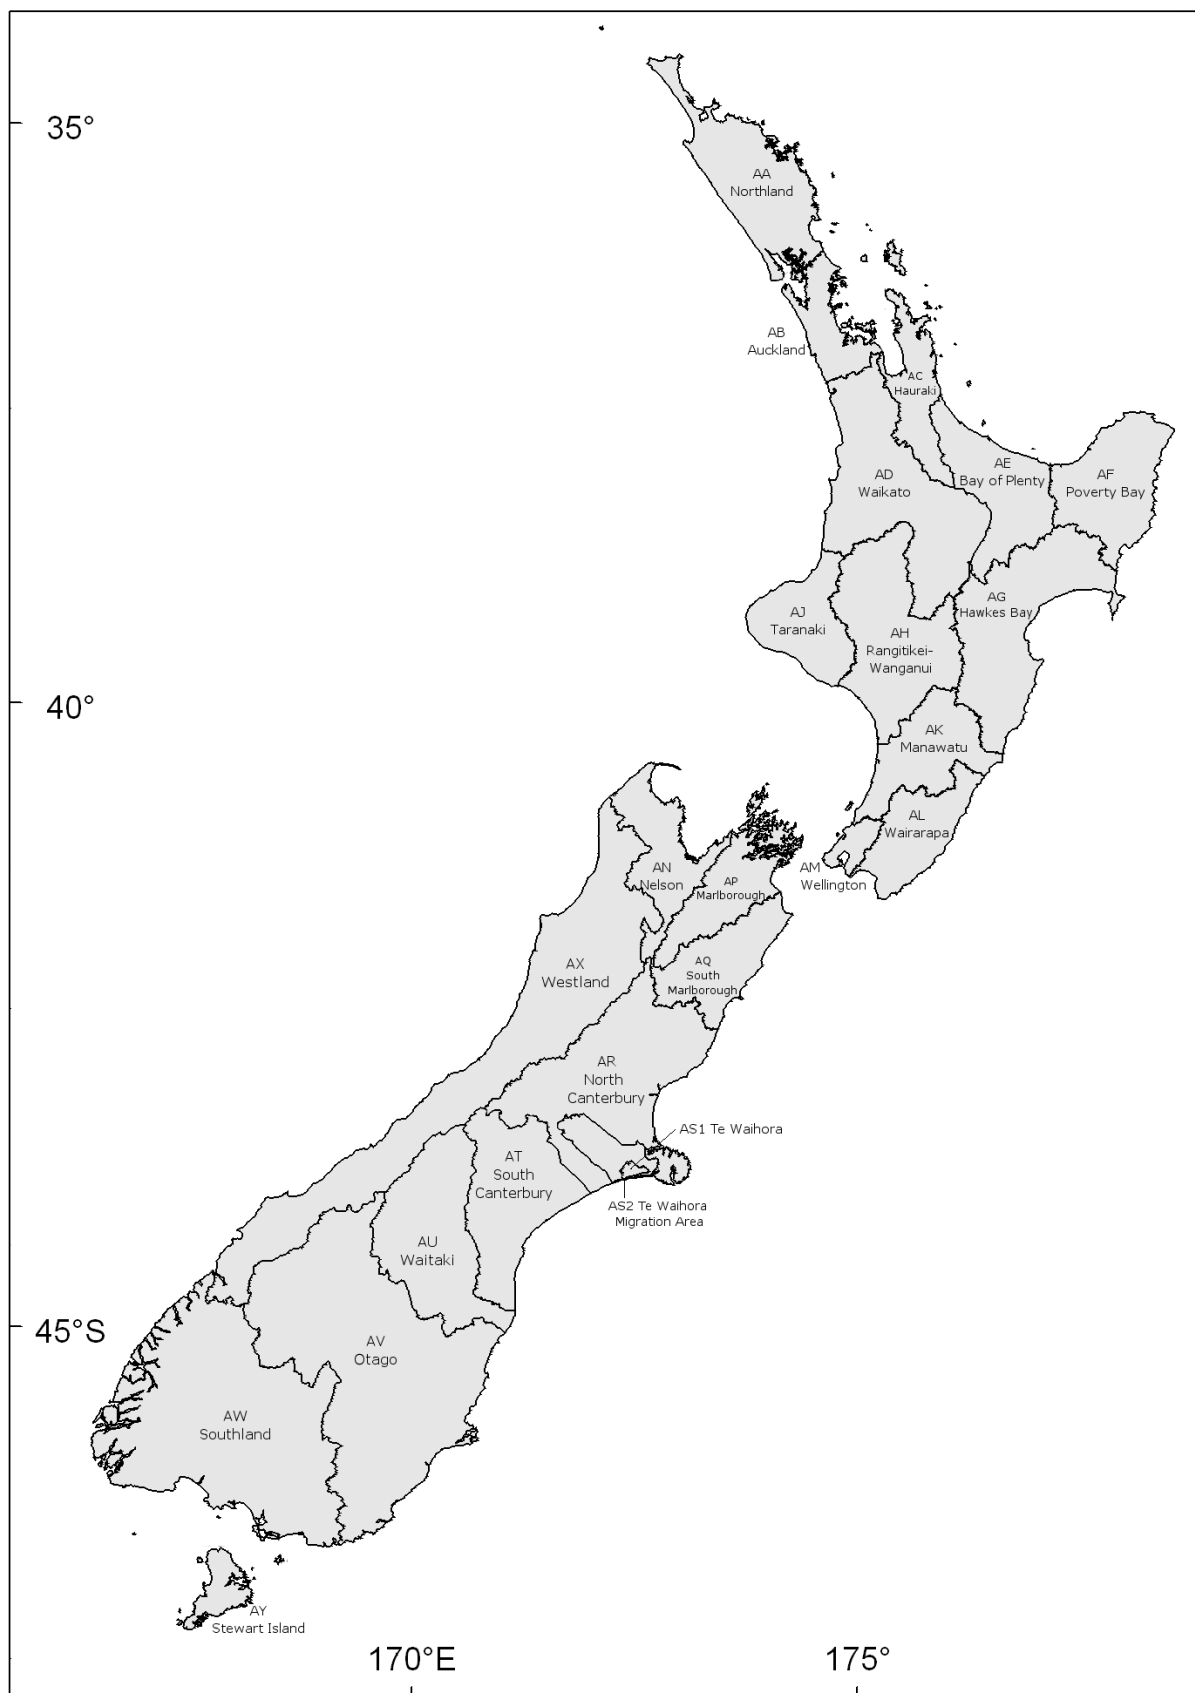 35°
AA
Northland
AB
Auckland
AC
Hauraki
AD
Waikato
AE
Bay of Plenty
AF
Poverty Bay
AJ
Taranaki
AH
Rangitikei-
Wanganui
AG
Hawkes Bay
40°
AK
Manawatu
AL
Wairarapa
AM
Wellington
AN
Nelson
AP
Marlborough
AQ
South
Marlborough
AX
Westland
AR
North
Canterbury
AS1 Te Waihora
AT
South
Canterbury
AS2 Te Waihora
Migration Area
AU
Waitaki
45°S
AV
Otago
AW
Southland
AY
Stewart Island
170°E
175°